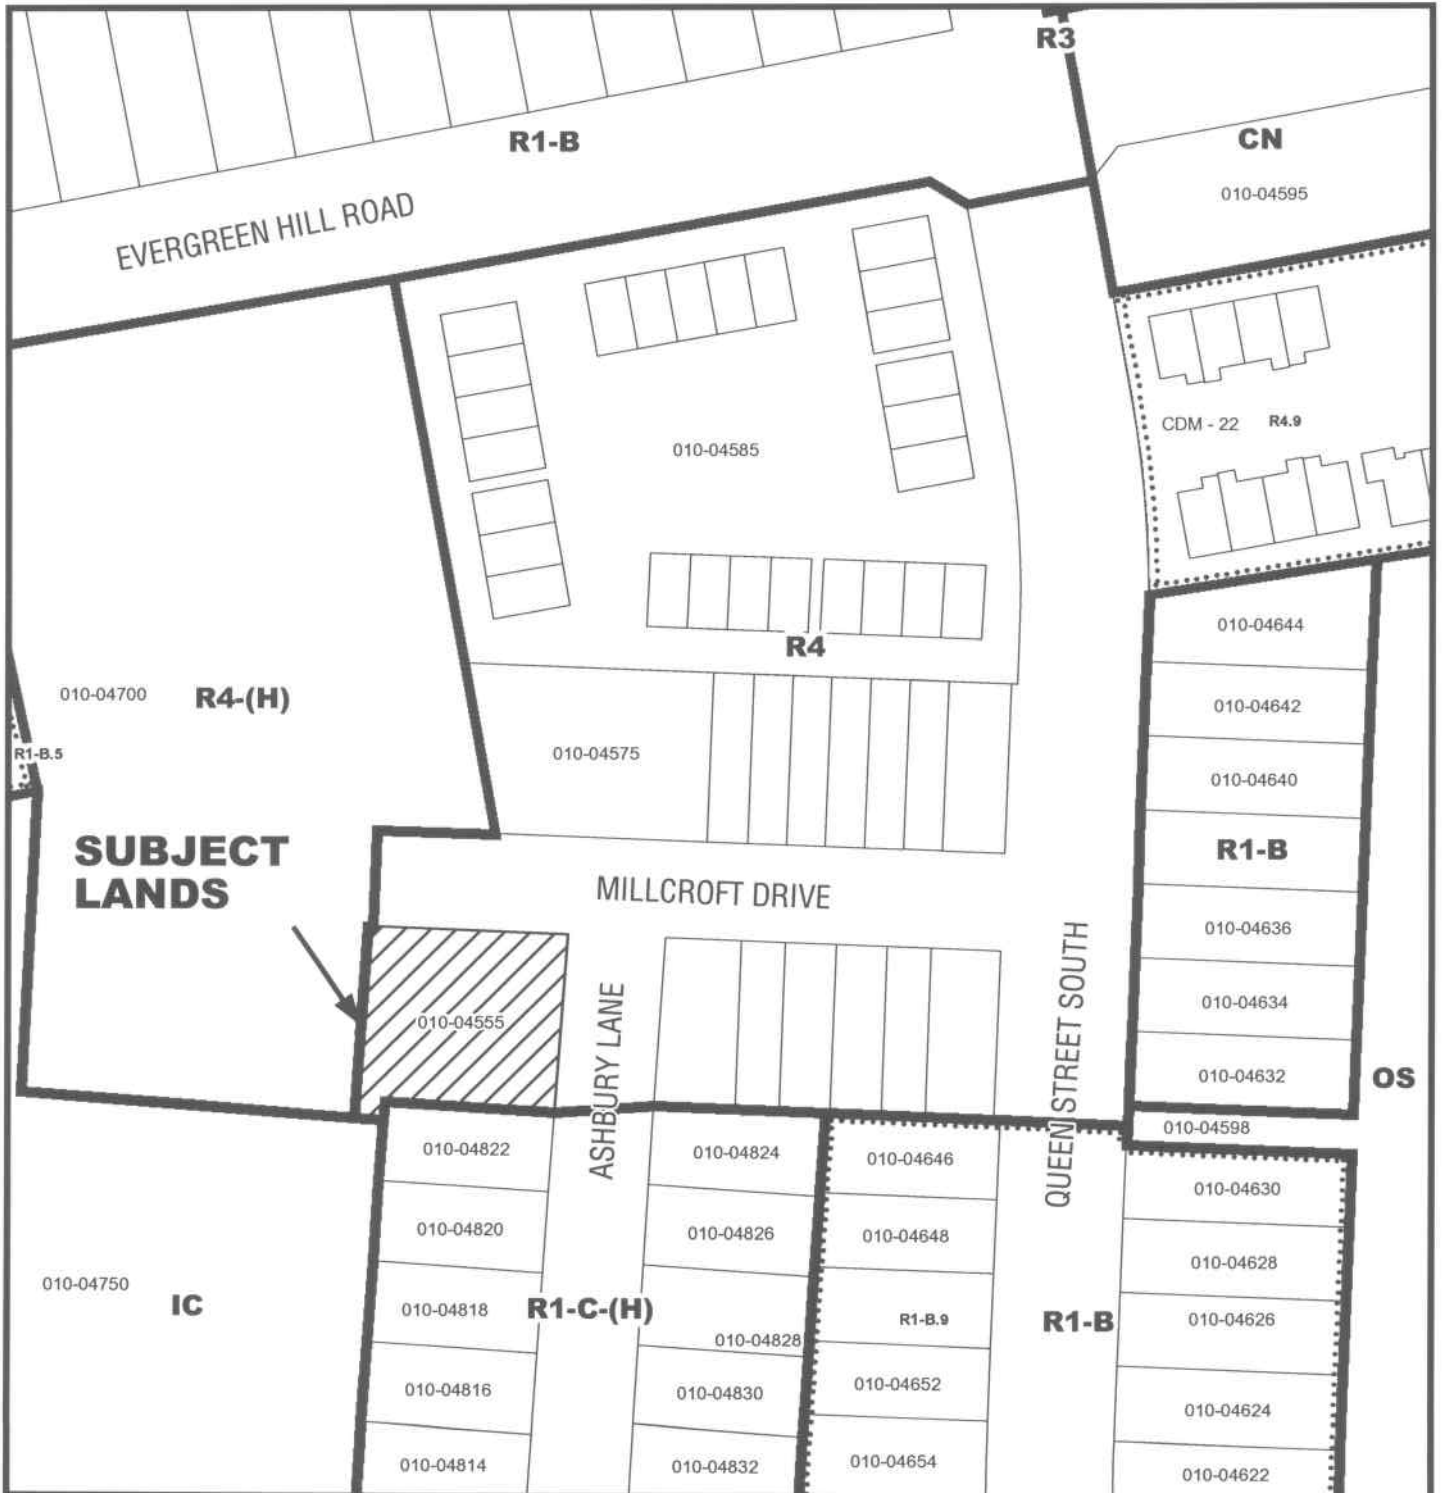 R3
R1-B
CN
010-04595
EVERGREEN HILL ROAD
CDM - 22
R4.9
010-04585
010-04644
R4
010-04700
R4-(H)
010-04642
R1-B.5
010-04575
010-04640
SUBJECT
LANDS
R1-B
MILLCROFT DRIVE
010-04636
010-04634
010-04555
ASHBURY LANE
QUEEN STREET SOUTH
010-04632
OS
010-04598
010-04822
010-04824
010-04646
010-04630
010-04820
010-04826
010-04648
010-04628
010-04750
IC
010-04818
R1-C-(H)
010-04828
R1-B.9
R1-B
010-04626
010-04816
010-04830
010-04652
010-04624
010-04814
010-04832
010-04654
010-04622